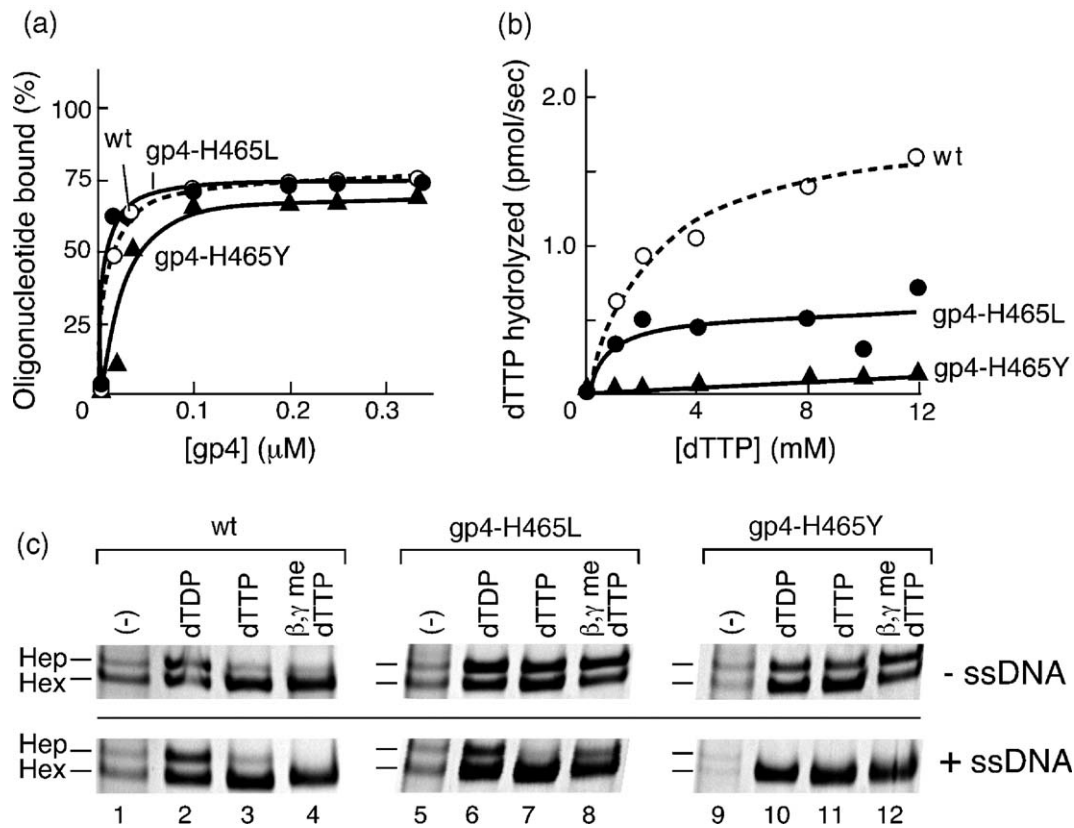 (a)
Oligonucleotide bound (%)
100
75
50
25
0
0.1
0.2
0.3
[gp4] (μM)
wt
gp4-H465L
gp4-H465Y
(b)
dTTP hydrolyzed (pmol/sec)
2.0
1.0
0
4
8
12
[dTTP] (mM)
wt
gp4-H465L
gp4-H465Y
(c)
wt
gp4-H465L
gp4-H465Y
(-) dTDP dTTP β,γ me dTTP
(-) dTDP dTTP β,γ me dTTP
(-) dTDP dTTP β,γ me dTTP
Hep
Hex
- ssDNA
Hep
Hex
+ ssDNA
1 2 3 4 5 6 7 8 9 10 11 12